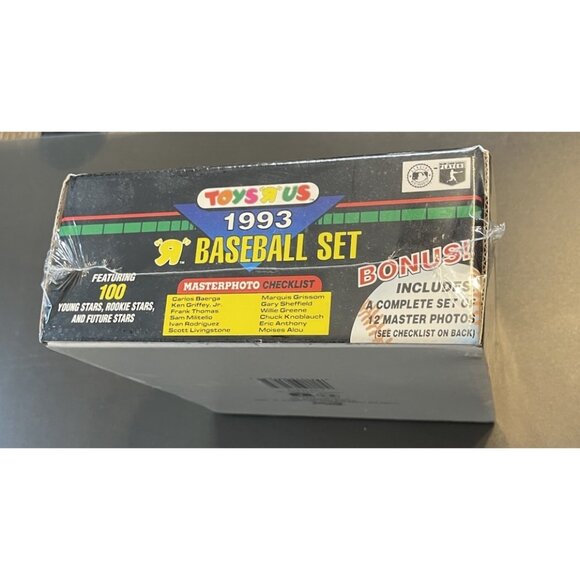 TOYS "R" US
1993
"R"™ BASEBALL SET
FEATURING
100
YOUNG STARS, ROOKIE STARS,
AND FUTURE STARS
MASTERPHOTO CHECKLIST
Carlos Baerga
Ken Griffey, Jr.
Frank Thomas
Sam Militello
Ivan Rodriguez
Scott Livingstone
Marquis Grissom
Gary Sheffield
Willie Greene
Chuck Knoblauch
Eric Anthony
Moises Alou
BONUS!
INCLUDES
A COMPLETE SET OF
12 MASTER PHOTOS
(SEE CHECKLIST ON BACK)